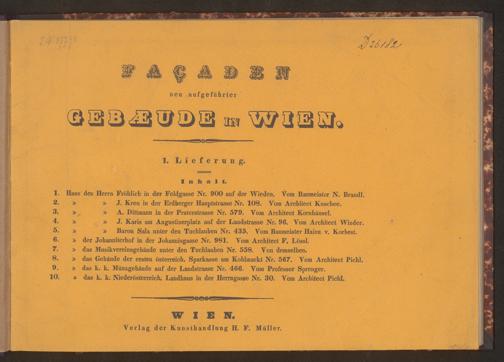 D 26182
FAÇADEN
neu aufgeführter
GEBÆUDE IN WIEN.
1. Lieferung.
Inhalt.
1. Haus des Herrn Fröhlich in der Feldgasse Nr. 900 auf der Wieden. Vom Baumeister N. Brandl.
2. » » J. Kren in der Erdberger Hauptstrasse Nr. 108. Vom Architect
3. » » A. Dittmann in der Praterstrasse Nr. 579. Vom Architect Kornhäusel.
4. » » J. Karis am Augustinerplatz auf der Landstrasse Nr. 96. Vom Architect Winder.
5. » » Baron Sala unter den Tuchlauben Nr. 435. Vom Baumeister Hainz v. Korbest.
6. » der Johanniterhof in der Johannsgasse Nr. 981. Vom Architect F. Lössl.
7. » das Musikvereinsgebäude unter den Tuchlauben Nr. 558. Von demselben.
8. » das Gebäude der ersten österreich. Sparkasse am Kohlmarkt Nr. 567. Vom Architect Pichl.
9. » das k. k. Münzgebäude auf der Landstrasse Nr. 466. Vom Professor Sprenger.
10. » das k. k. Niederösterreich. Landhaus in der Herrngasse Nr. 30. Vom Architect Pichl.
WIEN.
Verlag der Kunsthandlung H. F. Müller.